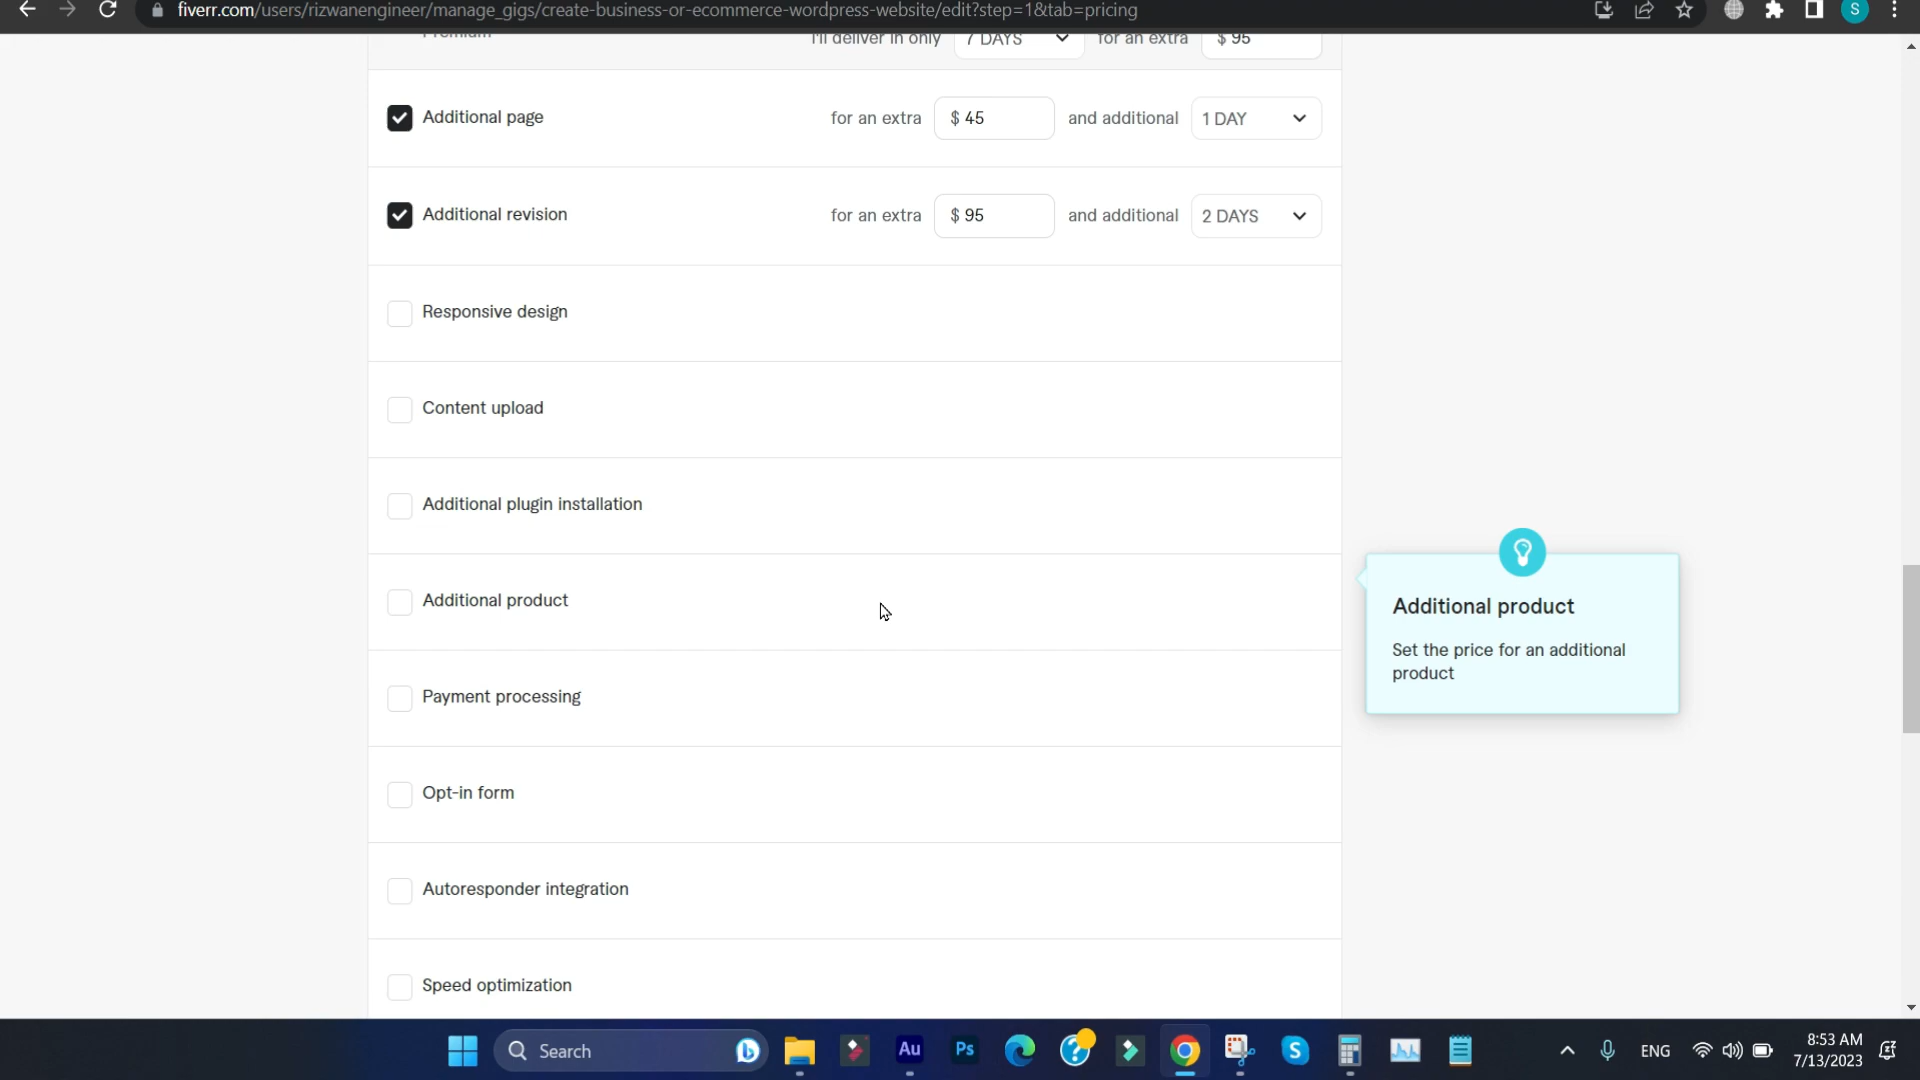 fiverr.com/users/rizwanengineer/manage_gigs/create-business-or-ecommerce-wordpress-website/edit?step=1&tab=pricing
S
Premium I'll deliver in only 7 DAYS for an extra $ 95
Additional page for an extra $ 45 and additional 1 DAY
Additional revision for an extra $ 95 and additional 2 DAYS
Responsive design
Content upload
Additional plugin installation
Additional product
Additional product
Set the price for an additional
product
Payment processing
Opt-in form
Autoresponder integration
Speed optimization
Search
Au
Ps
S
ENG
8:53 AM
7/13/2023